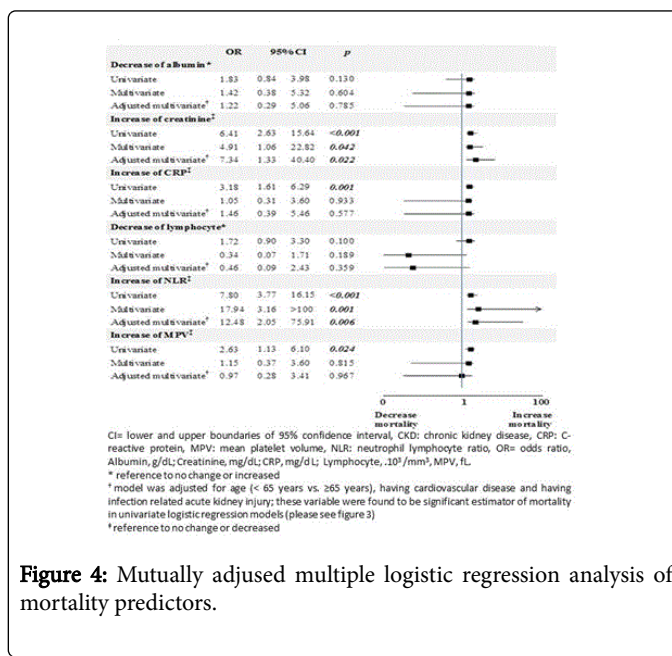 OR 95% CI p
Decrease of albumin*
Univariate 1.83 0.84 3.98 0.130
Multivariate 1.42 0.38 5.32 0.604
Adjusted multivariate† 1.22 0.29 5.06 0.785
Increase of creatinine‡
Univariate 6.41 2.63 15.64 <0.001
Multivariate 4.91 1.06 22.82 0.042
Adjusted multivariate† 7.34 1.33 40.40 0.022
Increase of CRP‡
Univariate 3.18 1.61 6.29 0.001
Multivariate 1.05 0.31 3.60 0.933
Adjusted multivariate† 1.46 0.39 5.46 0.577
Decrease of lymphocyte*
Univariate 1.72 0.90 3.30 0.100
Multivariate 0.34 0.07 1.71 0.189
Adjusted multivariate† 0.46 0.09 2.43 0.359
Increase of NLR‡
Univariate 7.80 3.77 16.15 <0.001
Multivariate 17.94 3.16 >100 0.001
Adjusted multivariate† 12.48 2.05 75.91 0.006
Increase of MPV‡
Univariate 2.63 1.13 6.10 0.024
Multivariate 1.15 0.37 3.60 0.815
Adjusted multivariate† 0.97 0.28 3.41 0.967
0 1 100
Decrease Increase
mortality mortality
CI= lower and upper boundaries of 95% confidence interval, CKD: chronic kidney disease, CRP: C-
reactive protein, MPV: mean platelet volume, NLR: neutrophil lymphocyte ratio, OR= odds ratio,
Albumin, g/dL; Creatinine, mg/dL; CRP, mg/dL; Lymphocyte, .10³/mm³, MPV, fL.
* reference to no change or increased
† model was adjusted for age (< 65 years vs. ≥65 years), having cardiovascular disease and having
infection related acute kidney injury; these variable were found to be significant estimator of mortality
in univariate logistic regression models (please see figure 3)
‡ reference to no change or decreased
Figure 4: Mutually adjused multiple logistic regression analysis of
mortality predictors.